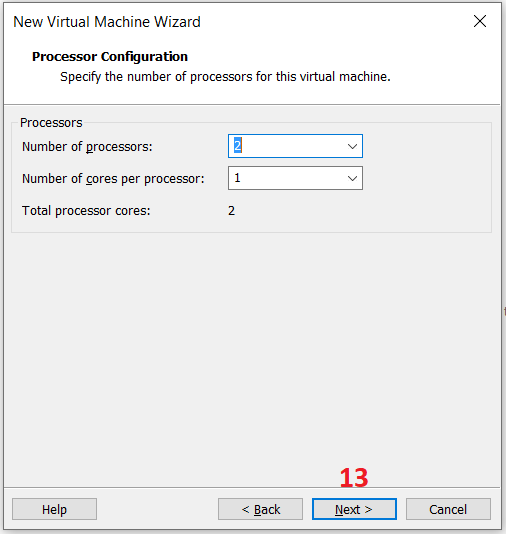 New Virtual Machine Wizard
Processor Configuration
Specify the number of processors for this virtual machine.
Processors
Number of processors: 2
Number of cores per processor: 1
Total processor cores: 2
13
Help < Back Next > Cancel